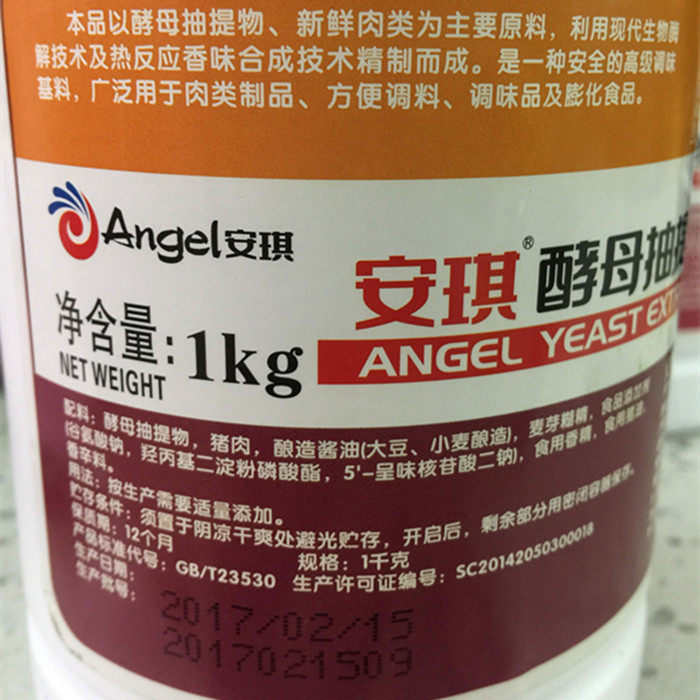 本品以酵母抽提物、新鲜肉类为主要原料，利用现代生物酶
解技术及热反应香味合成技术精制而成。是一种安全的高级调味
基料，广泛用于肉类制品、方便调料、调味品及膨化食品。
Angel安琪
安琪® 酵母抽提
ANGEL YEAST EXT
净含量：1kg
NET WEIGHT
配料：酵母抽提物，猪肉，酿造酱油(大豆、小麦酿造)，麦芽糊精，食品添加剂
(谷氨酸钠，羟丙基二淀粉磷酸酯，5'-呈味核苷酸二钠)，食用香精，食用
香辛料。
用法：按生产需要适量添加。
贮存条件：须置于阴凉干爽处避光贮存，开启后，剩余部分用密闭容器保存。
保质期：12个月 规格：1千克
产品标准代号：GB/T23530 生产许可证编号：SC20142050300018
生产日期：
生产批号：
2017/02/15
2017021509